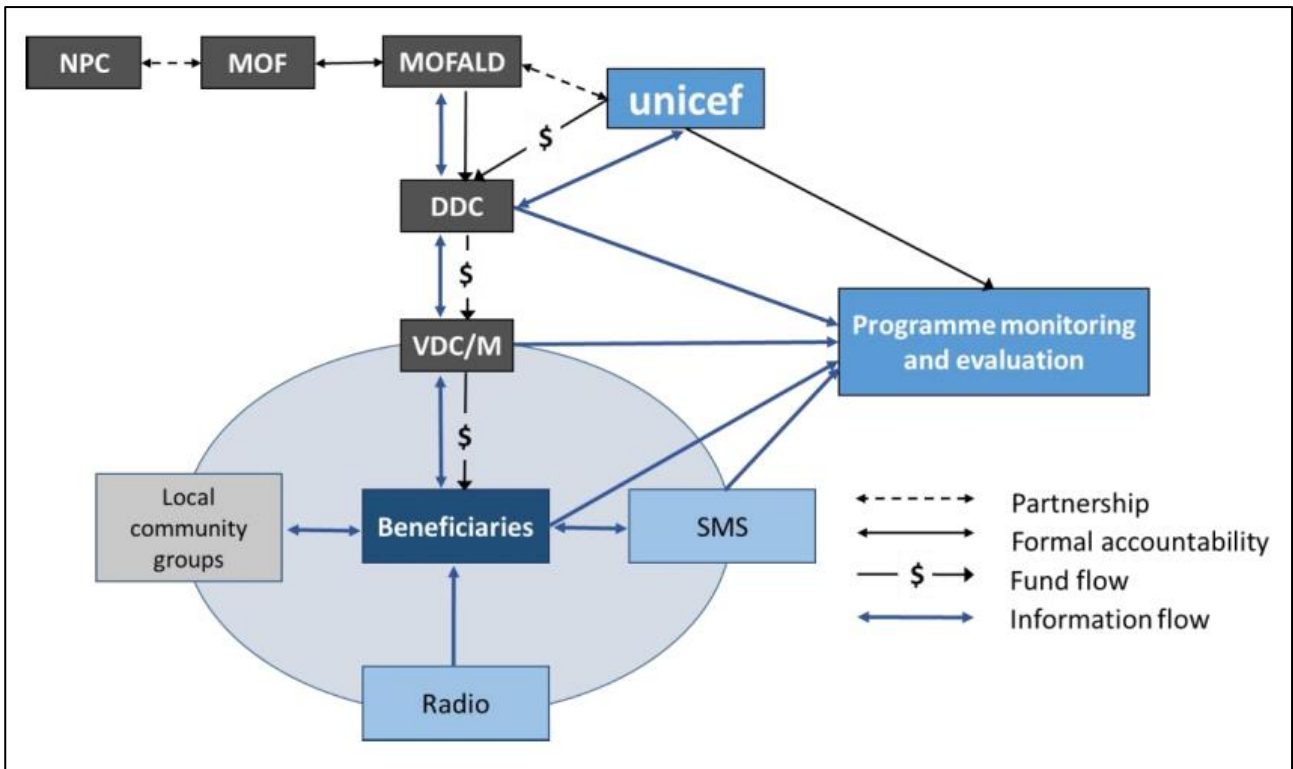 NPC
MOF
MOFALD
unicef
$
DDC
$
VDC/M
Programme monitoring
and evaluation
$
Local
community
groups
Beneficiaries
SMS
Radio
Partnership
Formal accountability
$
Fund flow
Information flow